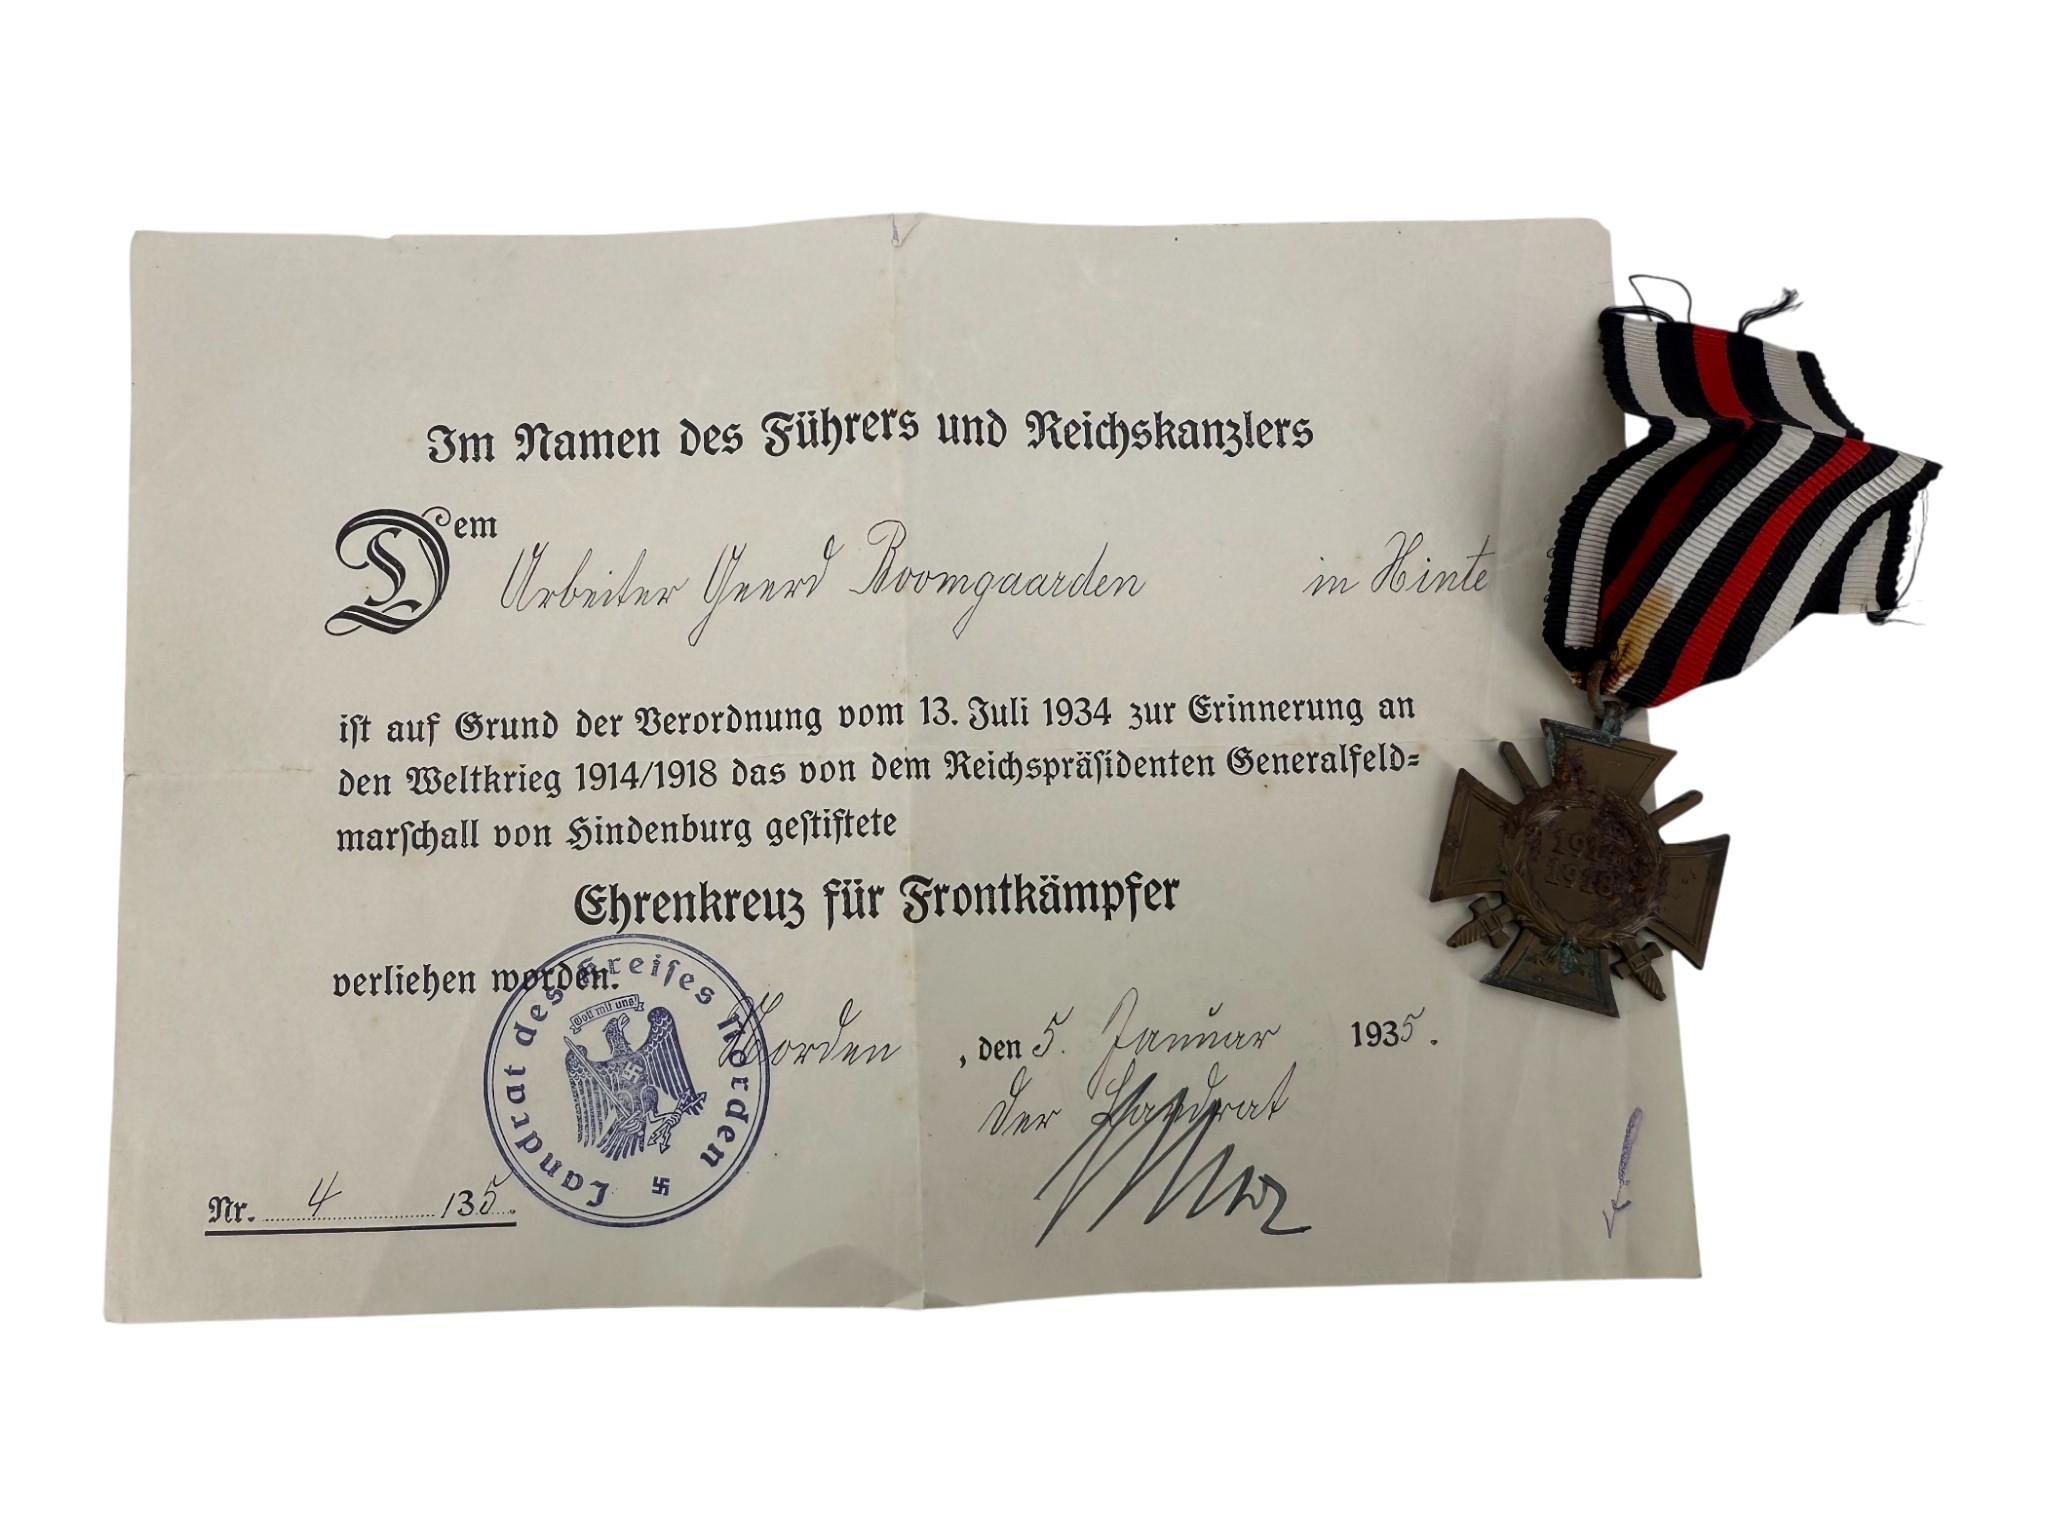 Im Namen des Führers und Reichskanzlers
Dem Arbeiter Geerd Boomgaarden in Hinte
ist auf Grund der Verordnung vom 13. Juli 1934 zur Erinnerung an
den Weltkrieg 1914/1918 das von dem Reichspräsidenten Generalfeld=
marschall von Hindenburg gestiftete
Ehrenkreuz für Frontkämpfer
verliehen worden.
Norden, den 5. Januar 1935.
Der Landrat
Nr. 4 135
Landrat des Kreises Norden
Gott mit uns!
1914
1918